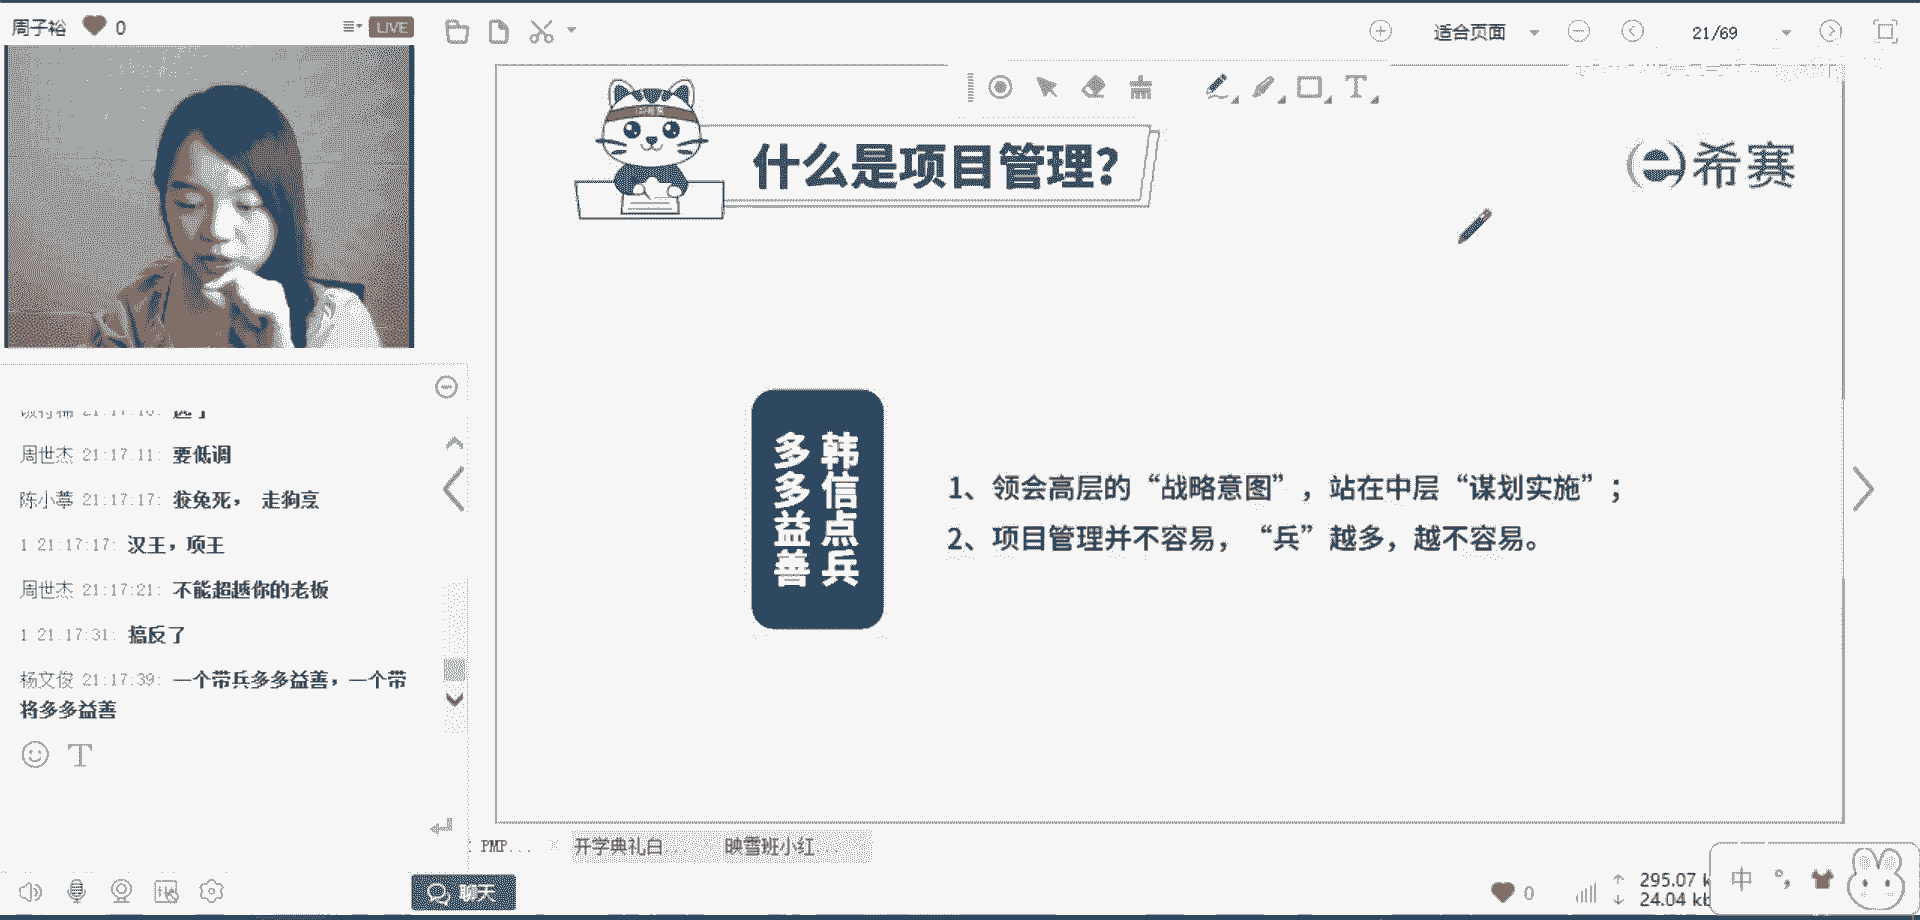 周子裕 0 LIVE
适合页面 21/69
什么是项目管理？
希赛
韩信点兵
多多益善
1、领会高层的“战略意图”，站在中层“谋划实施”；
2、项目管理并不容易，“兵”越多，越不容易。
周世杰 21:17:11: 要低调
21:17:17: 狡兔死， 走狗烹
1 21:17:17: 汉王，项王
周世杰 21:17:21: 不能超越你的老板
1 21:17:31: 搞反了
杨文俊 21:17:39: 一个带兵多多益善，一个带
将多多益善
PMP...
开学典礼白...
映雪班小红...
聊天
0
295.07 k
24.04 kb
中